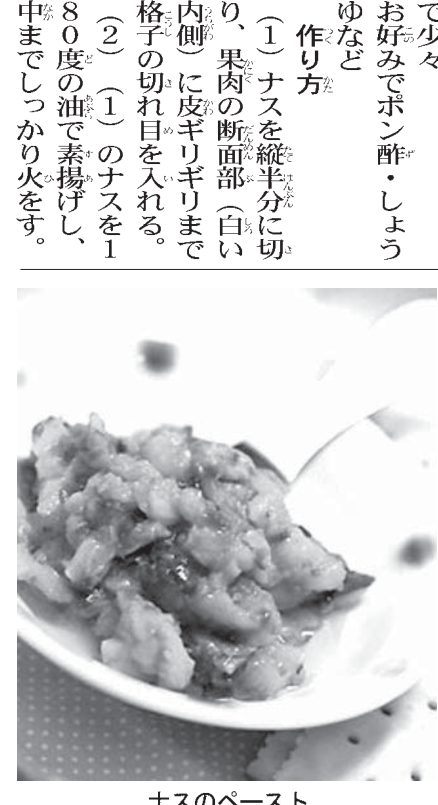 で少々
お好みでポン酢・しょう
ゆなど
作り方
（１）ナスを縦半分に切
り、果肉の断面部（白い
内側）に皮ギリギリまで
格子の切れ目を入れる。
（２）（１）のナスを１
８０度の油で素揚げし、
中までしっかり火をす。
ナスのペースト